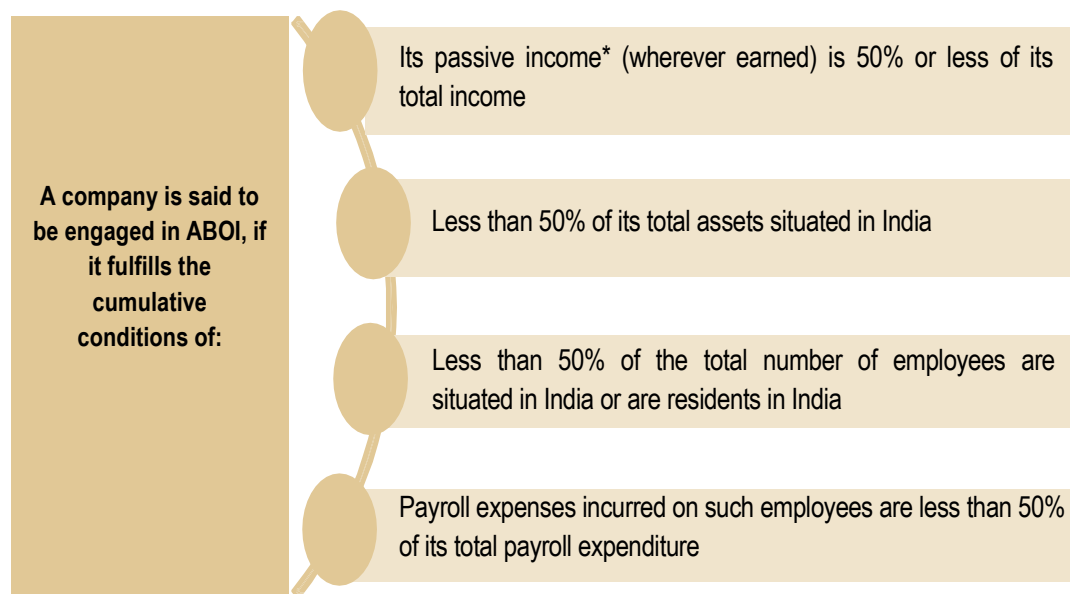 A company is said to
be engaged in ABOI, if
it fulfills the
cumulative
conditions of:
Its passive income* (wherever earned) is 50% or less of its
total income
Less than 50% of its total assets situated in India
Less than 50% of the total number of employees are
situated in India or are residents in India
Payroll expenses incurred on such employees are less than 50%
of its total payroll expenditure